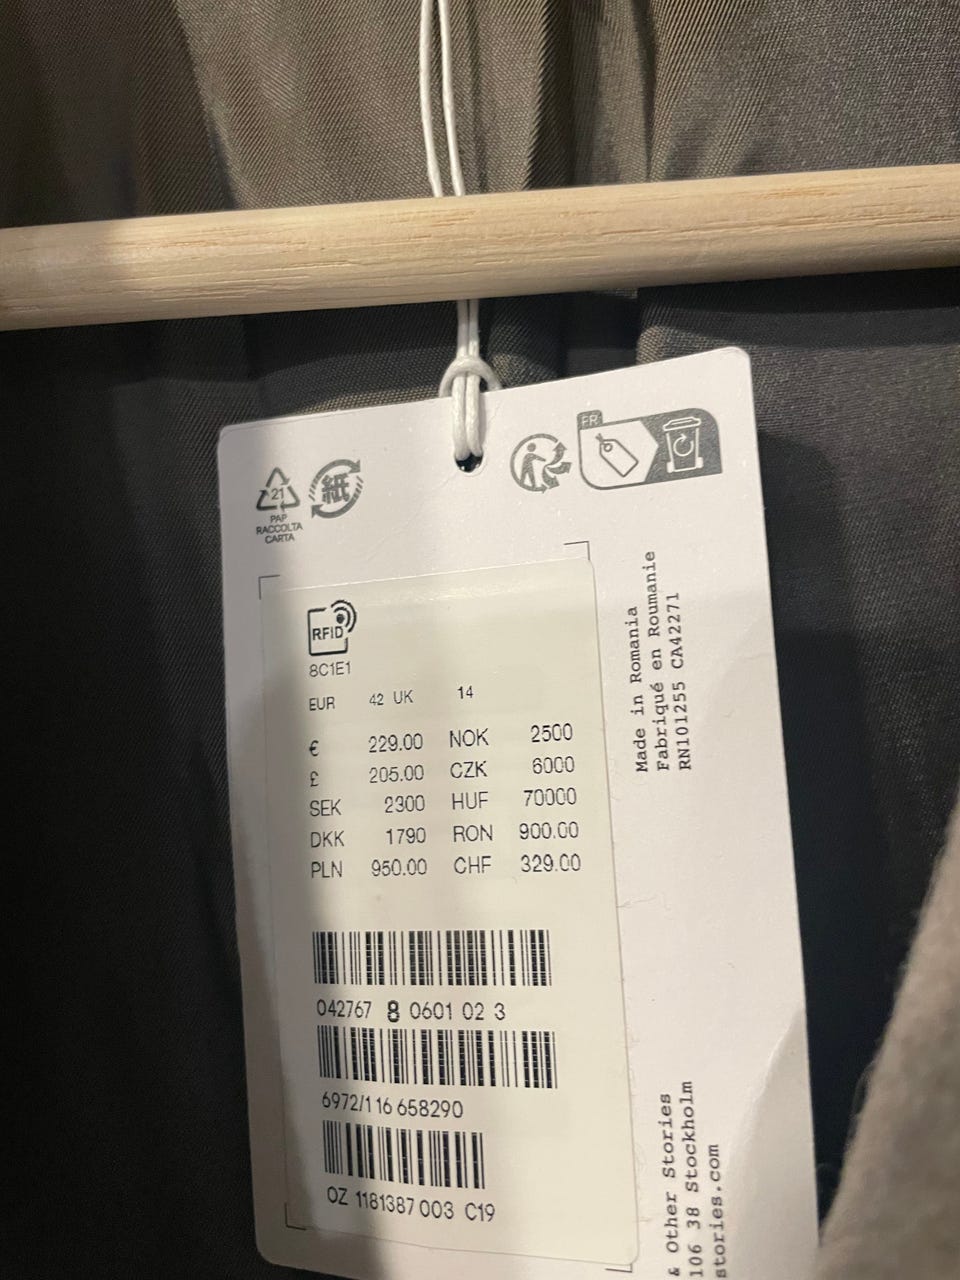 21
PAP
RACCOLTA
CARTA
紙
FR
RFID
8C1E1
EUR 42 UK 14
€ 229.00 NOK 2500
£ 205.00 CZK 6000
SEK 2300 HUF 70000
DKK 1790 RON 900.00
PLN 950.00 CHF 329.00
042767 8 0601 02 3
6972/116 658290
OZ 1181387 003 C19
Made in Romania
Fabriqué en Roumanie
RN101255 CA42271
& Other Stories
106 38 Stockholm
stories.com